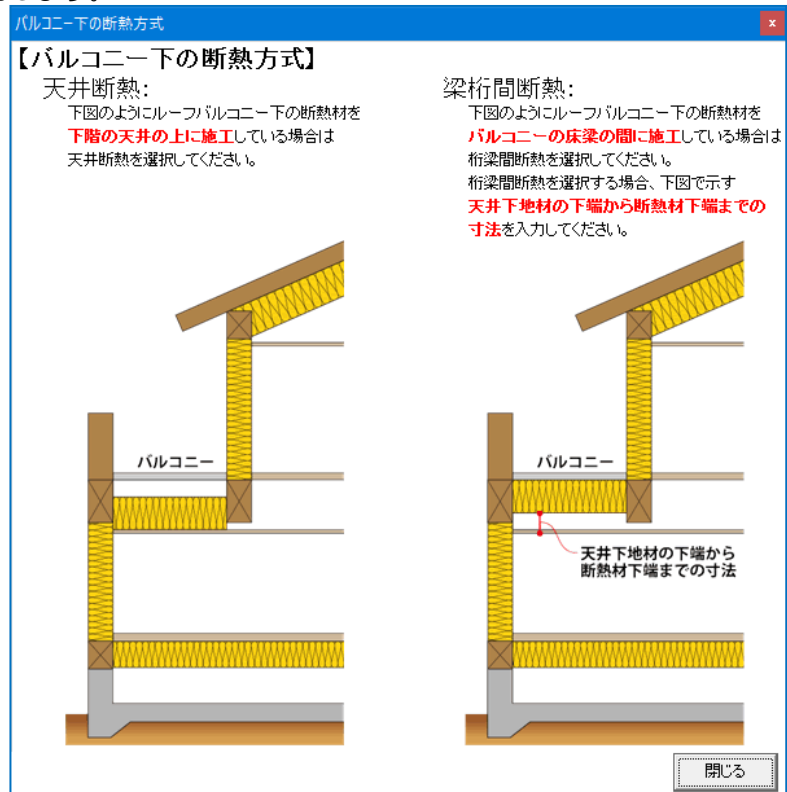 バルコニー下の断熱方式
x
【バルコニー下の断熱方式】
天井断熱:
下図のようにルーフバルコニー下の断熱材を
下階の天井の上に施工している場合は
天井断熱を選択してください。
梁桁間断熱:
下図のようにルーフバルコニー下の断熱材を
バルコニーの床梁の間に施工している場合は
桁梁間断熱を選択してください。
桁梁間断熱を選択する場合、下図で示す
天井下地材の下端から断熱材下端までの
寸法を入力してください。
バルコニー
バルコニー
天井下地材の下端から
断熱材下端までの寸法
閉じる